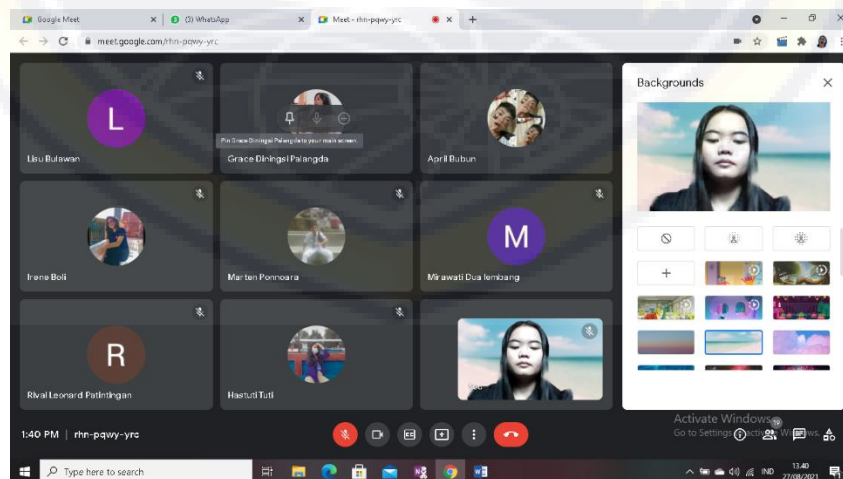 Google Meet
(3) WhatsApp
Meet - rhn-pqwy-yrc
meet.google.com/rhn-pqwy-yrc
Backgrounds
L
Lisu Bulawan
Pin Grace Diningsi Palangda to your main screen.
Grace Diningsi Palangda
April Bubun
Irene Boli
Marten Ponnoara
M
Mirawati Dua lembang
R
Rival Leonard Patintingan
Hastuti Tuti
You
1:40 PM | rhn-pqwy-yrc
CC
19
Activate Windows
Go to Settings to activate Windows.
Type here to search
IND
13.40
27/08/2021